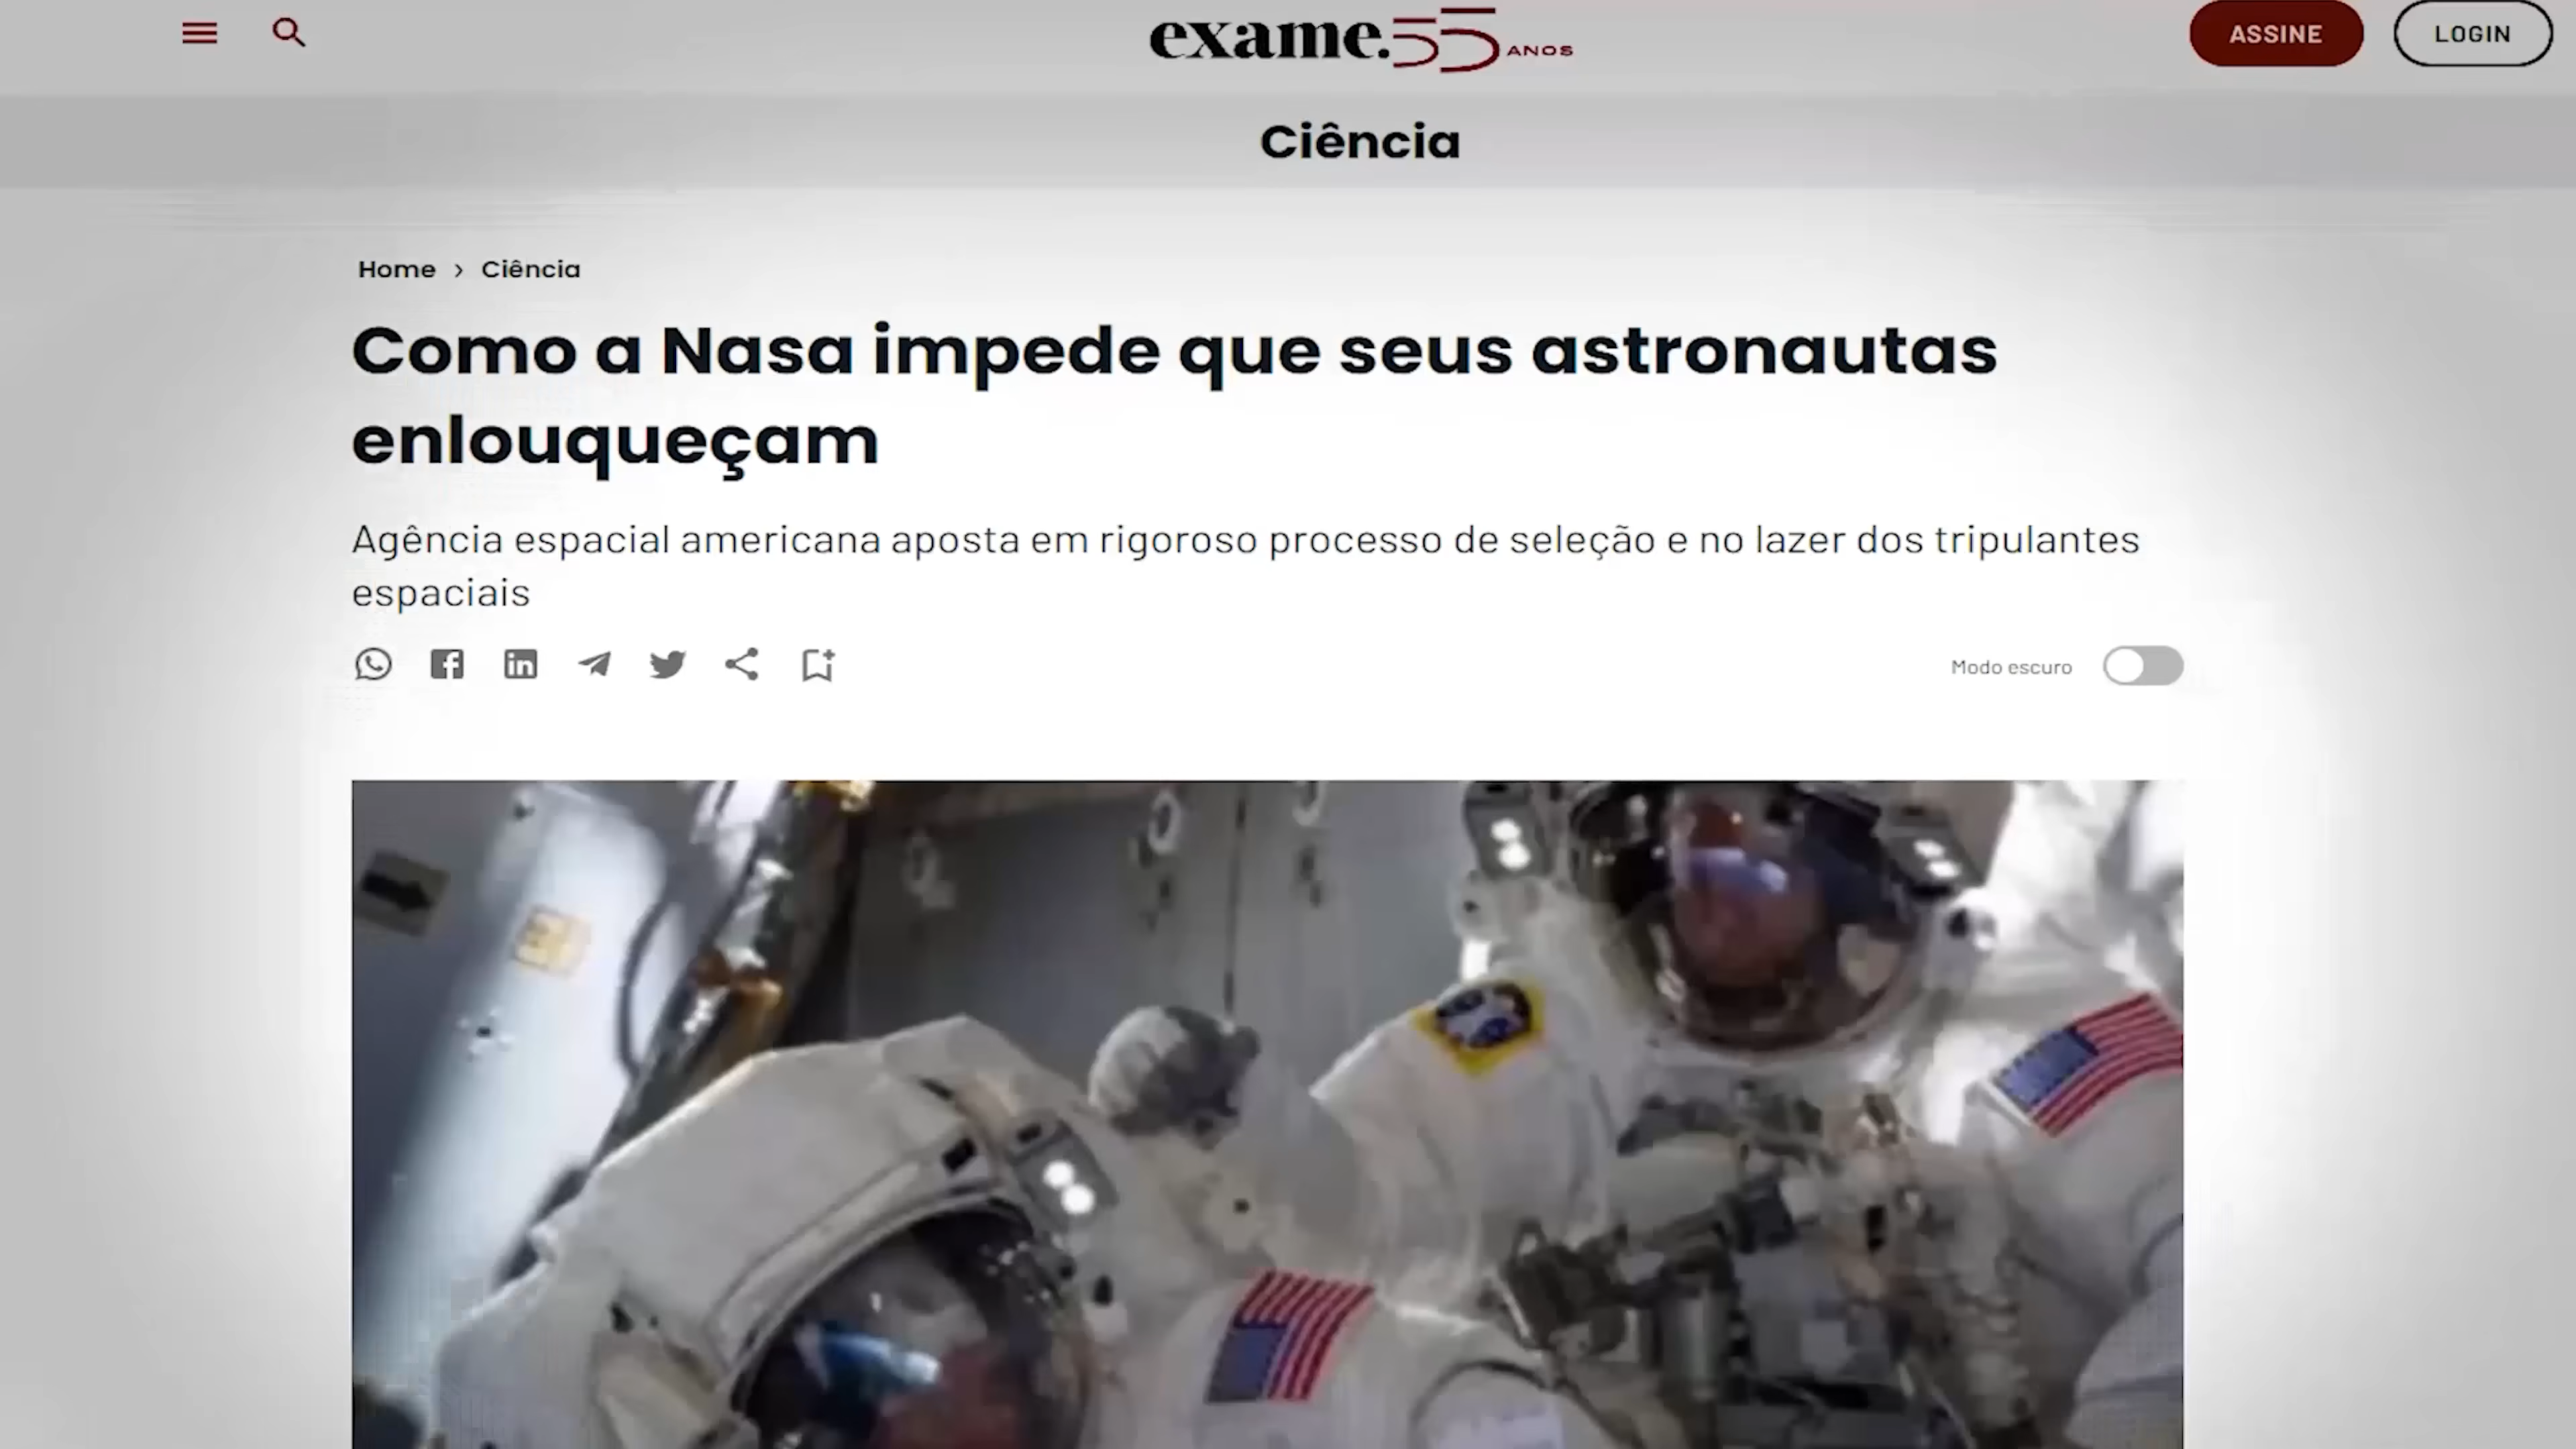 exame.55 ANOS
ASSINE
LOGIN
Ciência
Home › Ciência
Como a Nasa impede que seus astronautas
enlouqueçam
Agência espacial americana aposta em rigoroso processo de seleção e no lazer dos tripulantes
espaciais
Modo escuro